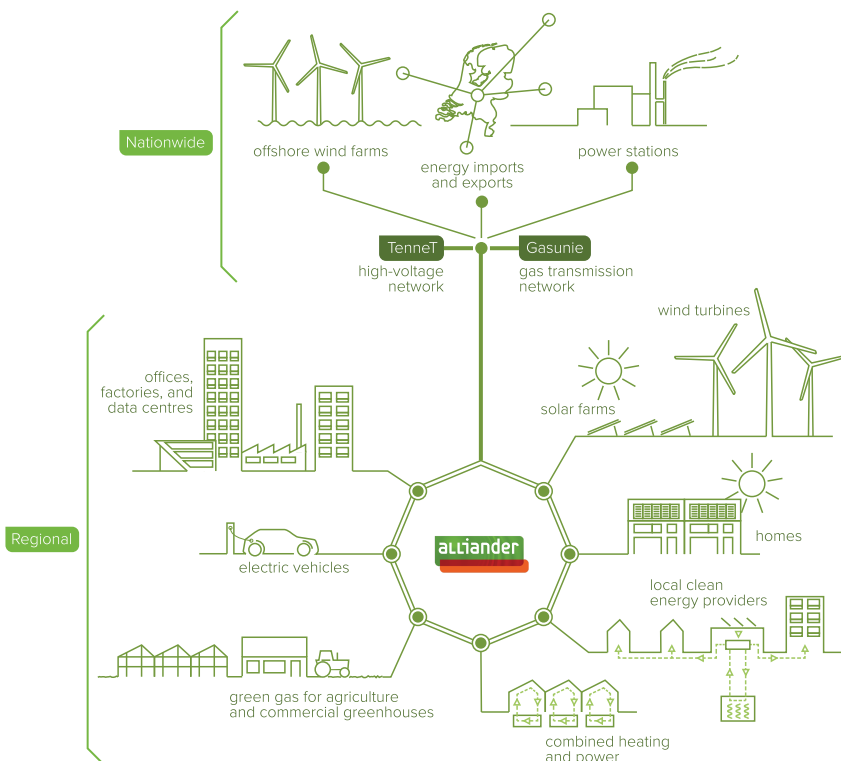 Nationwide
offshore wind farms
energy imports
and exports
power stations
TenneT
high-voltage
network
Gasunie
gas transmission
network
wind turbines
offices,
factories, and
data centres
solar farms
Regional
electric vehicles
alliander
homes
local clean
energy providers
green gas for agriculture
and commercial greenhouses
combined heating
and power